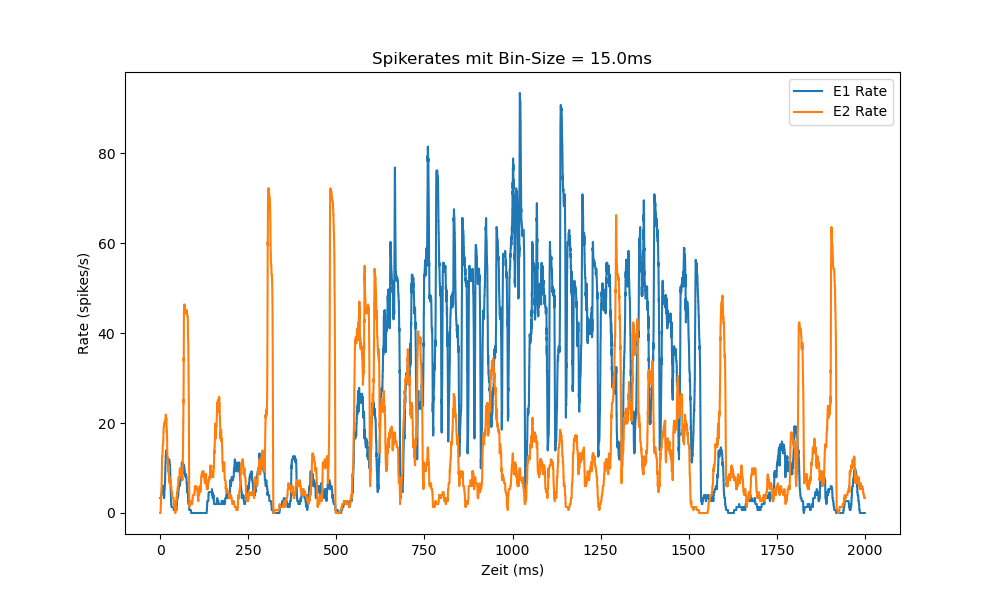 Spikerates mit Bin-Size = 15.0ms
E1 Rate
E2 Rate
Rate (spikes/s)
80
60
40
20
0
0 250 500 750 1000 1250 1500 1750 2000
Zeit (ms)